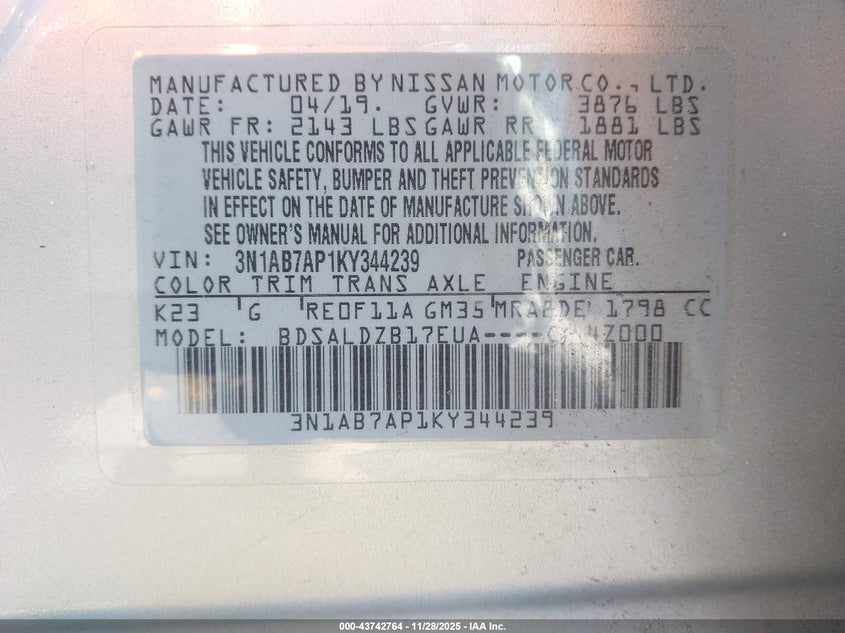 MANUFACTURED BY NISSAN MOTOR CO., LTD.
DATE: 04/19. GVWR: 3876 LBS
GAWR FR: 2143 LBS GAWR RR 1881 LBS
THIS VEHICLE CONFORMS TO ALL APPLICABLE FEDERAL MOTOR
VEHICLE SAFETY, BUMPER AND THEFT PREVENTION STANDARDS
IN EFFECT ON THE DATE OF MANUFACTURE SHOWN ABOVE.
SEE OWNER'S MANUAL FOR ADDITIONAL INFORMATION.
VIN: 3N1AB7AP1KY344239 PASSENGER CAR.
COLOR TRIM TRANS AXLE ENGINE
K23 G RE0F11A GM35 MRA2DE 1798 CC
MODEL: BDSALDZB17EUA----
3N1AB7AP1KY344239
000-43742764 - 11/28/2025 - IAA Inc.